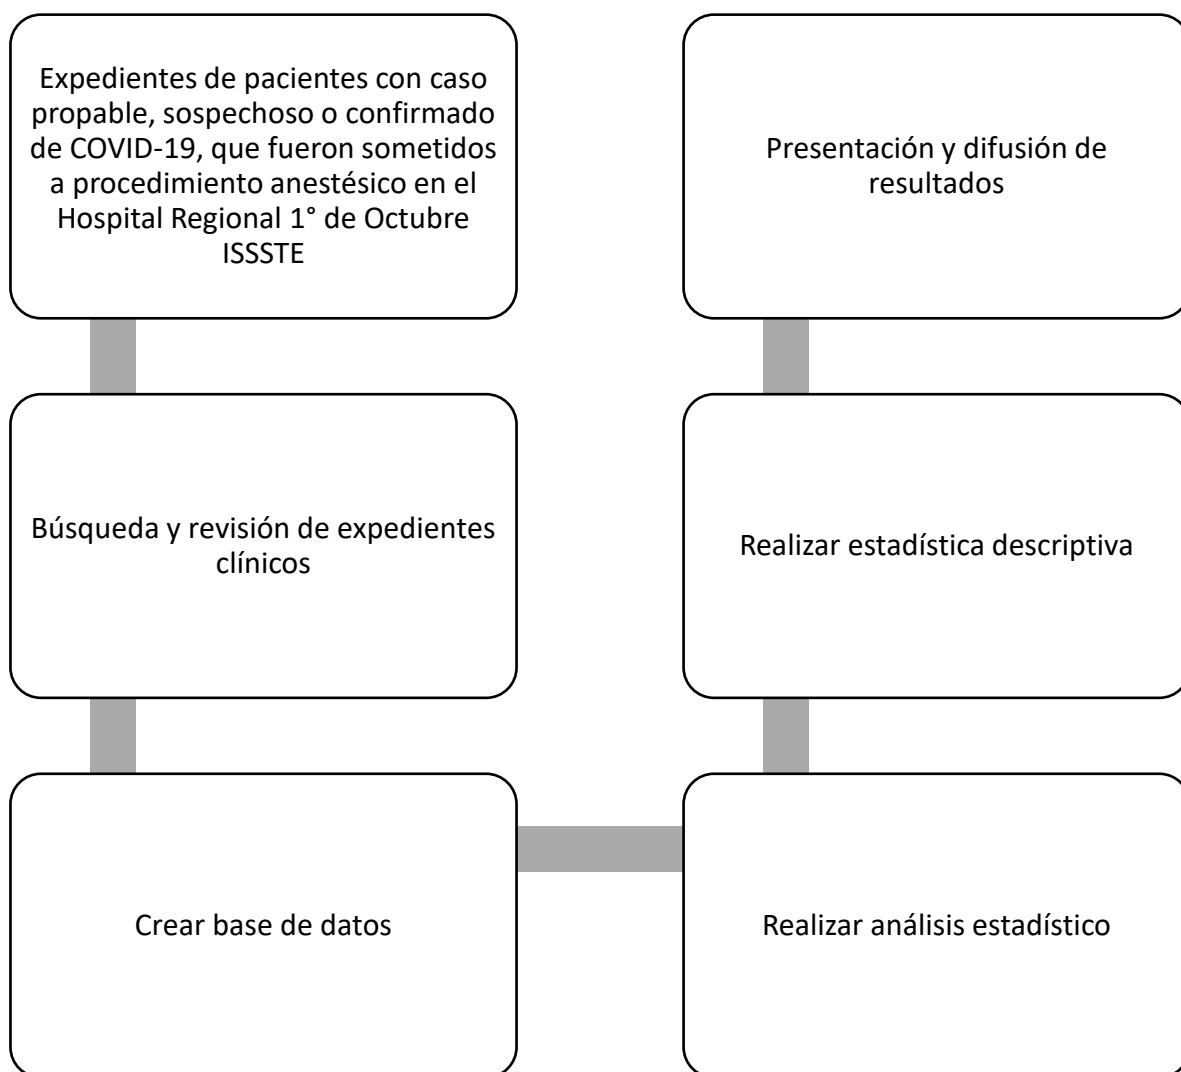 Expedientes de pacientes con caso
propable, sospechoso o confirmado
de COVID-19, que fueron sometidos
a procedimiento anestésico en el
Hospital Regional 1° de Octubre
ISSSTE
Búsqueda y revisión de expedientes
clínicos
Crear base de datos
Realizar análisis estadístico
Realizar estadística descriptiva
Presentación y difusión de
resultados